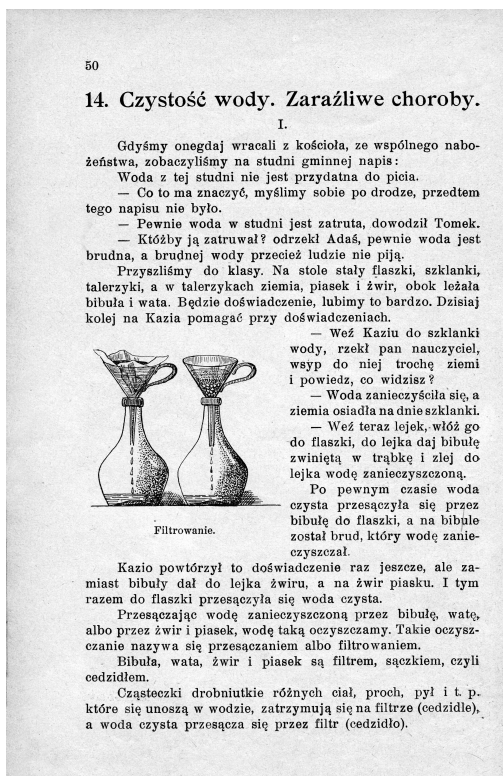 50
14. Czystość wody. Zaraźliwe choroby.
I.
Gdyśmy onegdaj wracali z kościoła, ze wspólnego nabo-
żeństwa, zobaczyliśmy na studni gminnej napis:
Woda z tej studni nie jest przydatna do picia.
— Co to ma znaczyć, myślimy sobie po drodze, przedtem
tego napisu nie było.
— Pewnie woda w studni jest zatruta, dowodził Tomek.
— Któżby ją zatruwał? odrzekł Adaś, pewnie woda jest
brudna, a brudnej wody przecież ludzie nie piją.
Przyszliśmy do klasy. Na stole stały flaszki, szklanki,
talerzyki, a w talerzykach ziemia, piasek i żwir, obok leżała
bibuła i wata. Będzie doświadczenie, lubimy to bardzo. Dzisiaj
kolej na Kazia pomagać przy doświadczeniach.
— Weź Kaziu do szklanki
wody, rzekł pan nauczyciel,
wsyp do niej trochę ziemi
i powiedz, co widzisz?
— Woda zanieczyściła się, a
ziemia osiadła na dnie szklanki.
— Weź teraz lejek, włóż go
do flaszki, do lejka daj bibułę
zwiniętą w trąbkę i zlej do
lejka wodę zanieczyszczoną.
Po pewnym czasie woda
czysta przesączyła się przez
bibułę do flaszki, a na bibule
został brud, który wodę zanie-
czyszczał.
Filtrowanie.
Kazio powtórzył to doświadczenie raz jeszcze, ale za-
miast bibuły dał do lejka żwiru, a na żwir piasku. I tym
razem do flaszki przesączyła się woda czysta.
Przesączając wodę zanieczyszczoną przez bibułę, watę,
albo przez żwir i piasek, wodę taką oczyszczamy. Takie oczysz-
czanie nazywa się przesączaniem albo filtrowaniem.
Bibuła, wata, żwir i piasek są filtrem, sączkiem, czyli
cedzidłem.
Cząsteczki drobniutkie różnych ciał, proch, pył i t. p.
które się unoszą w wodzie, zatrzymują się na filtrze (cedzidle),
a woda czysta przesącza się przez filtr (cedzidło).